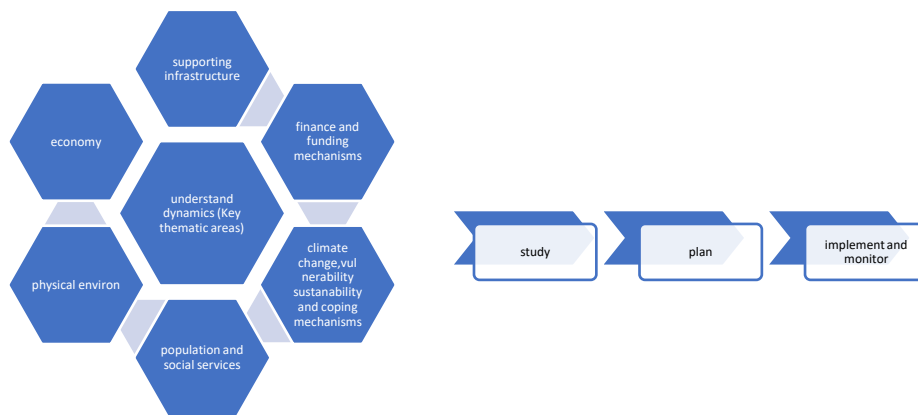 supporting
infrastructure
finance and
funding
mechanisms
economy
understand
dynamics (Key
thematic areas)
climate
change,vul
nerability
sustanability
and coping
mechanisms
physical environ
population and
social services
study
plan
implement and
monitor